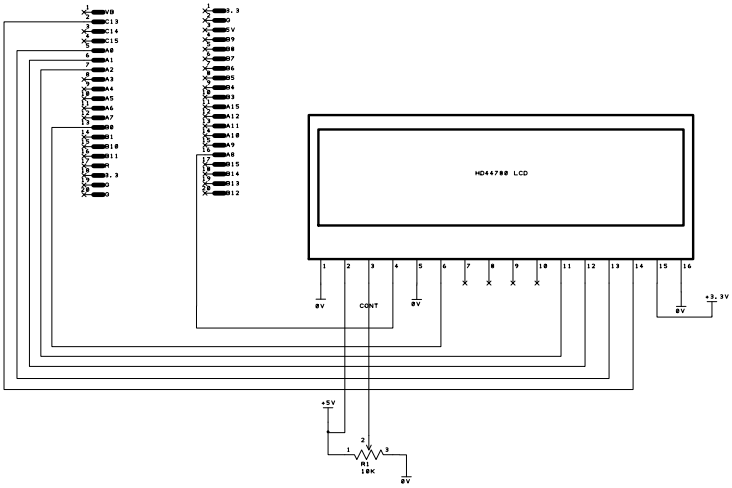 1 VB
2 C13
3 C14
4 C15
5 A0
6 A1
7 A2
8 A3
9 A4
10 A5
11 A6
12 A7
13 B0
14 B1
15 B10
16 B11
17 R
18 3.3
19 G
20 G
1 3.3
2 G
3 5V
4 B9
5 B8
6 B7
7 B6
8 B5
9 B4
10 B3
11 A15
12 A12
13 A11
14 A10
15 A9
16 A8
17 B15
18 B14
19 B13
20 B12
HD44780 LCD
1 2 3 4 5 6 7 8 9 10 11 12 13 14 15 16
0V
CONT
0V
0V
+3.3V
+5V
1
2
3
R1
10K
0V